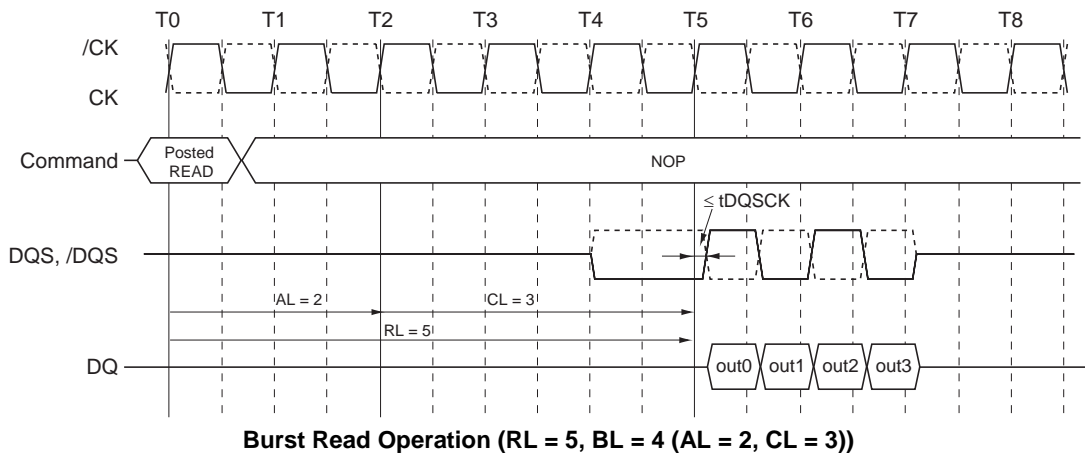 T0 T1 T2 T3 T4 T5 T6 T7 T8
/CK
CK
Command
Posted
READ
NOP
≤ tDQSCK
DQS, /DQS
AL = 2 CL = 3
RL = 5
DQ
out0 out1 out2 out3
Burst Read Operation (RL = 5, BL = 4 (AL = 2, CL = 3))